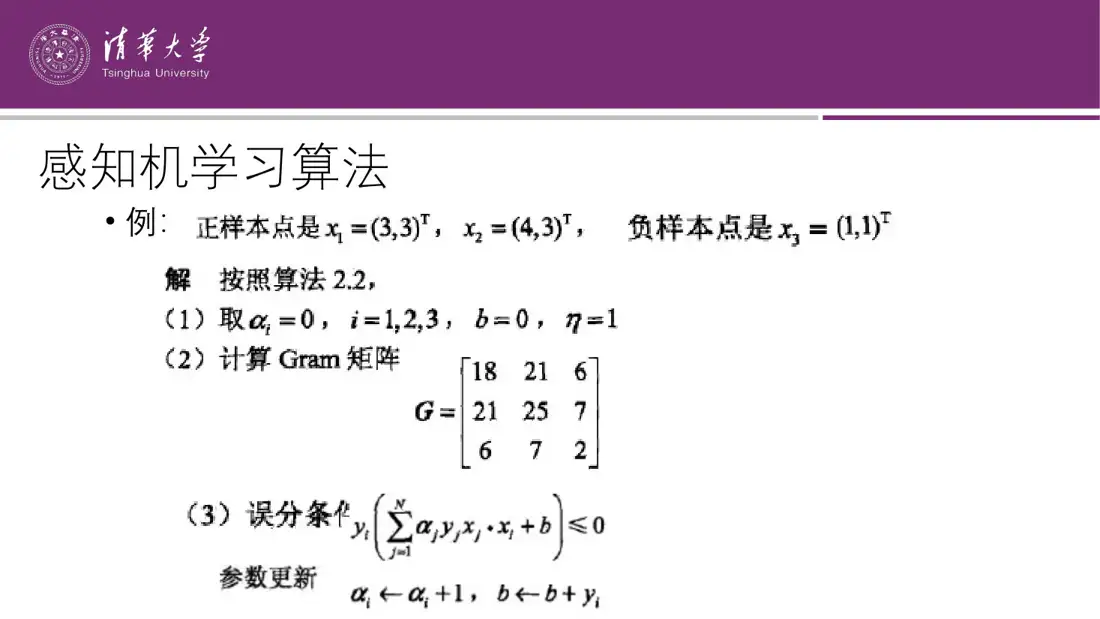 清华大学
Tsinghua University
感知机学习算法
• 例： 正样本点是 x₁ = (3,3)ᵀ， x₂ = (4,3)ᵀ， 负样本点是 x₃ = (1,1)ᵀ
解 按照算法 2.2，
（1）取 αᵢ = 0， i = 1,2,3， b = 0， η = 1
（2）计算 Gram 矩阵
G = [18 21 6
21 25 7
6 7 2]
（3）误分条件 yᵢ(∑ⱼ₌₁ᴺ αⱼyⱼxⱼ · xᵢ + b) ≤ 0
参数更新 αᵢ ← αᵢ + 1， b ← b + yᵢ